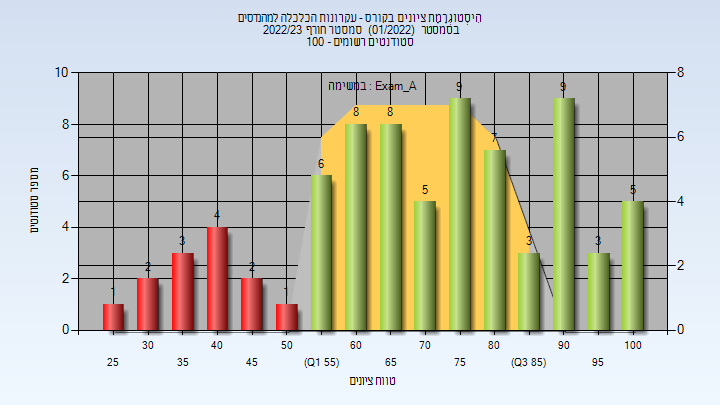 היסטוגרמת ציונים בקורס - עקרונות הכלכלה למהנדסים
בסמסטר (01/2022) סמסטר חורף 2022/23
סטודנטים רשומים - 100
במשימה : Exam_A
10 8 6 4 2 0
מספר סטודנטים
8 6 4 2 0
1 2 3 4 2 1 6 8 8 5 9 7 3 9 3 5
30 40 50 60 70 80 90 100
25 35 45 (Q1 55) 65 75 (Q3 85) 95
טווח ציונים